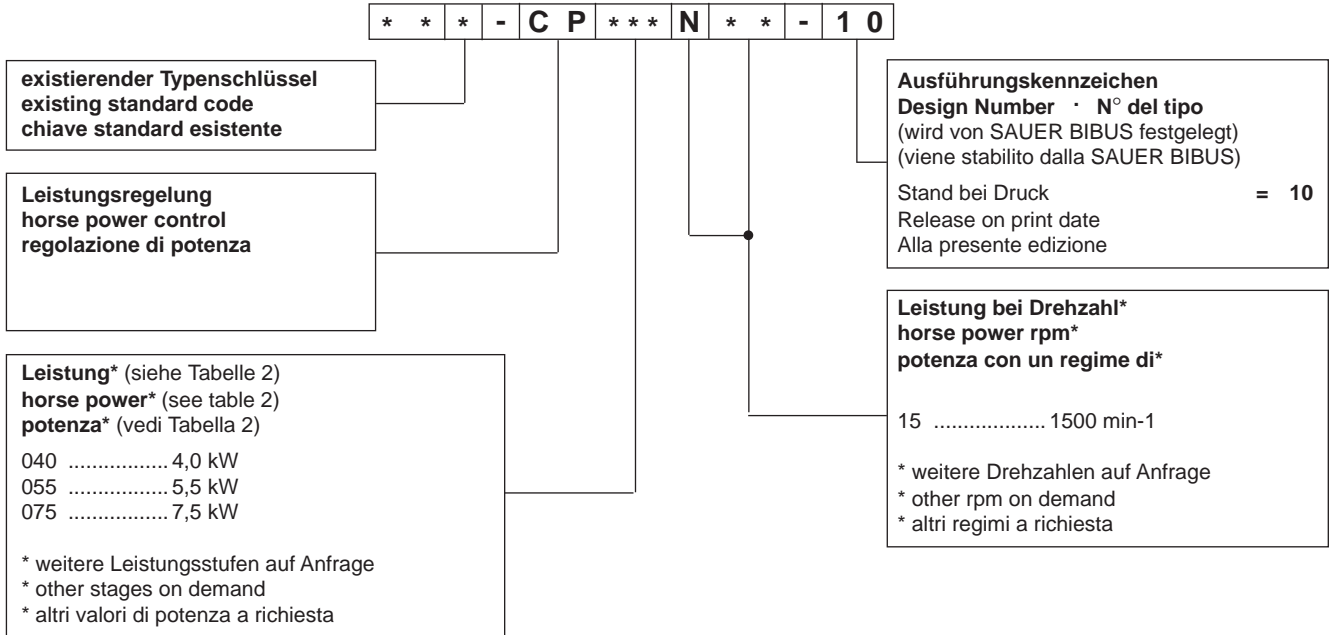 * * * - C P * * * N * * - 1 0
existierender Typenschlüssel
existing standard code
chiave standard esistente
Leistungsregelung
horse power control
regolazione di potenza
Leistung* (siehe Tabelle 2)
horse power* (see table 2)
potenza* (vedi Tabella 2)
040 ................. 4,0 kW
055 ................. 5,5 kW
075 ................. 7,5 kW
* weitere Leistungsstufen auf Anfrage
* other stages on demand
* altri valori di potenza a richiesta
Ausführungskennzeichen
Design Number · N° del tipo
(wird von SAUER BIBUS festgelegt)
(viene stabilito dalla SAUER BIBUS)
Stand bei Druck = 10
Release on print date
Alla presente edizione
Leistung bei Drehzahl*
horse power rpm*
potenza con un regime di*
15 ................... 1500 min-1
* weitere Drehzahlen auf Anfrage
* other rpm on demand
* altri regimi a richiesta